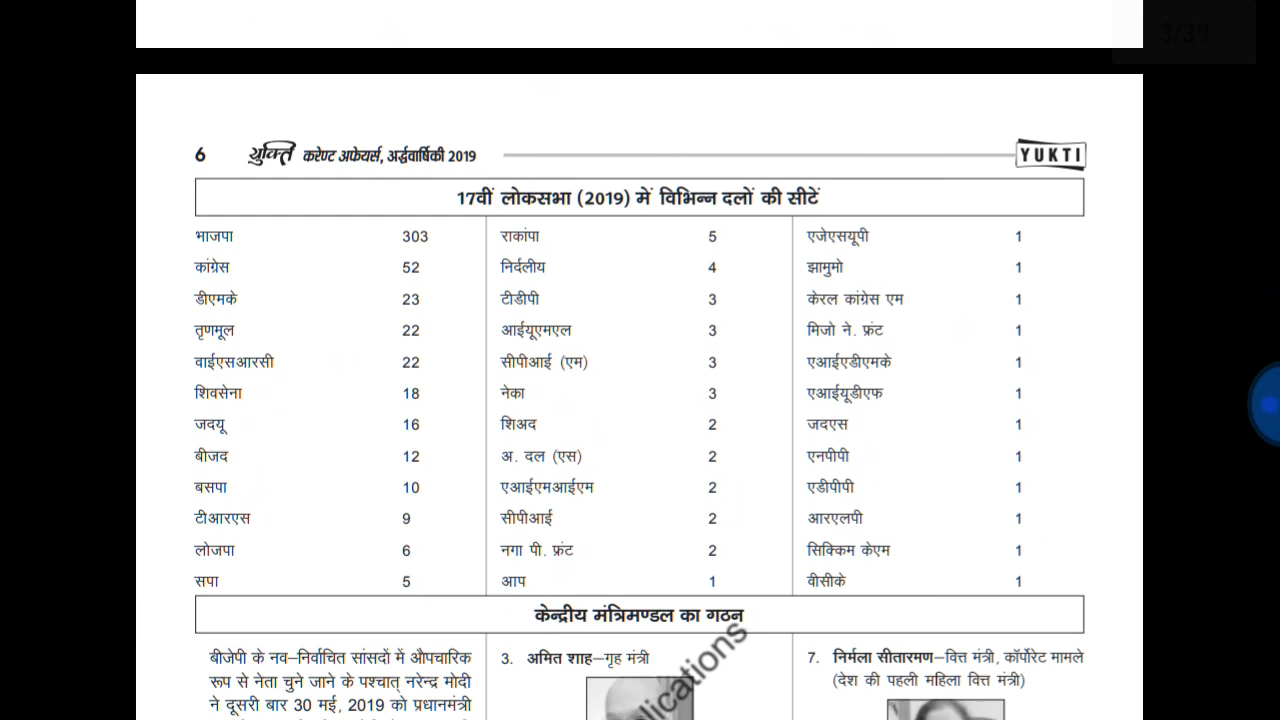 3/39
6 युक्ति करेण्ट अफेयर्स, अर्द्धवार्षिकी 2019 YUKTI
17वीं लोकसभा (2019) में विभिन्न दलों की सीटें
भाजपा 303
कांग्रेस 52
डीएमके 23
तृणमूल 22
वाईएसआरसी 22
शिवसेना 18
जदयू 16
बीजद 12
बसपा 10
टीआरएस 9
लोजपा 6
सपा 5
राकांपा 5
निर्दलीय 4
टीडीपी 3
आईयूएमएल 3
सीपीआई (एम) 3
नेका 3
शिअद 2
अ. दल (एस) 2
एआईएमआईएम 2
सीपीआई 2
नगा पी. फ्रंट 2
आप 1
एजेएसयूपी 1
झामुमो 1
केरल कांग्रेस एम 1
मिजो ने. फ्रंट 1
एआईएडीएमके 1
एआईयूडीएफ 1
जदएस 1
एनपीपी 1
एडीपीपी 1
आरएलपी 1
सिक्किम केएम 1
वीसीके 1
केन्द्रीय मंत्रिमण्डल का गठन
बीजेपी के नव–निर्वाचित सांसदों में औपचारिक
रूप से नेता चुने जाने के पश्चात् नरेन्द्र मोदी
ने दूसरी बार 30 मई, 2019 को प्रधानमंत्री
3. अमित शाह–गृह मंत्री
7. निर्मला सीतारमण–वित्त मंत्री, कॉर्पोरेट मामले
(देश की पहली महिला वित्त मंत्री)